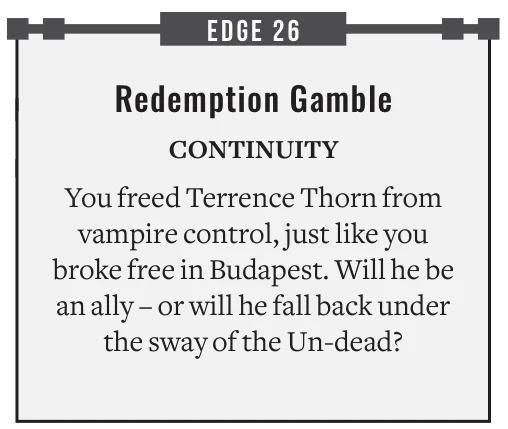 EDGE 26
Redemption Gamble
CONTINUITY
You freed Terrence Thorn from
vampire control, just like you
broke free in Budapest. Will he be
an ally – or will he fall back under
the sway of the Un-dead?